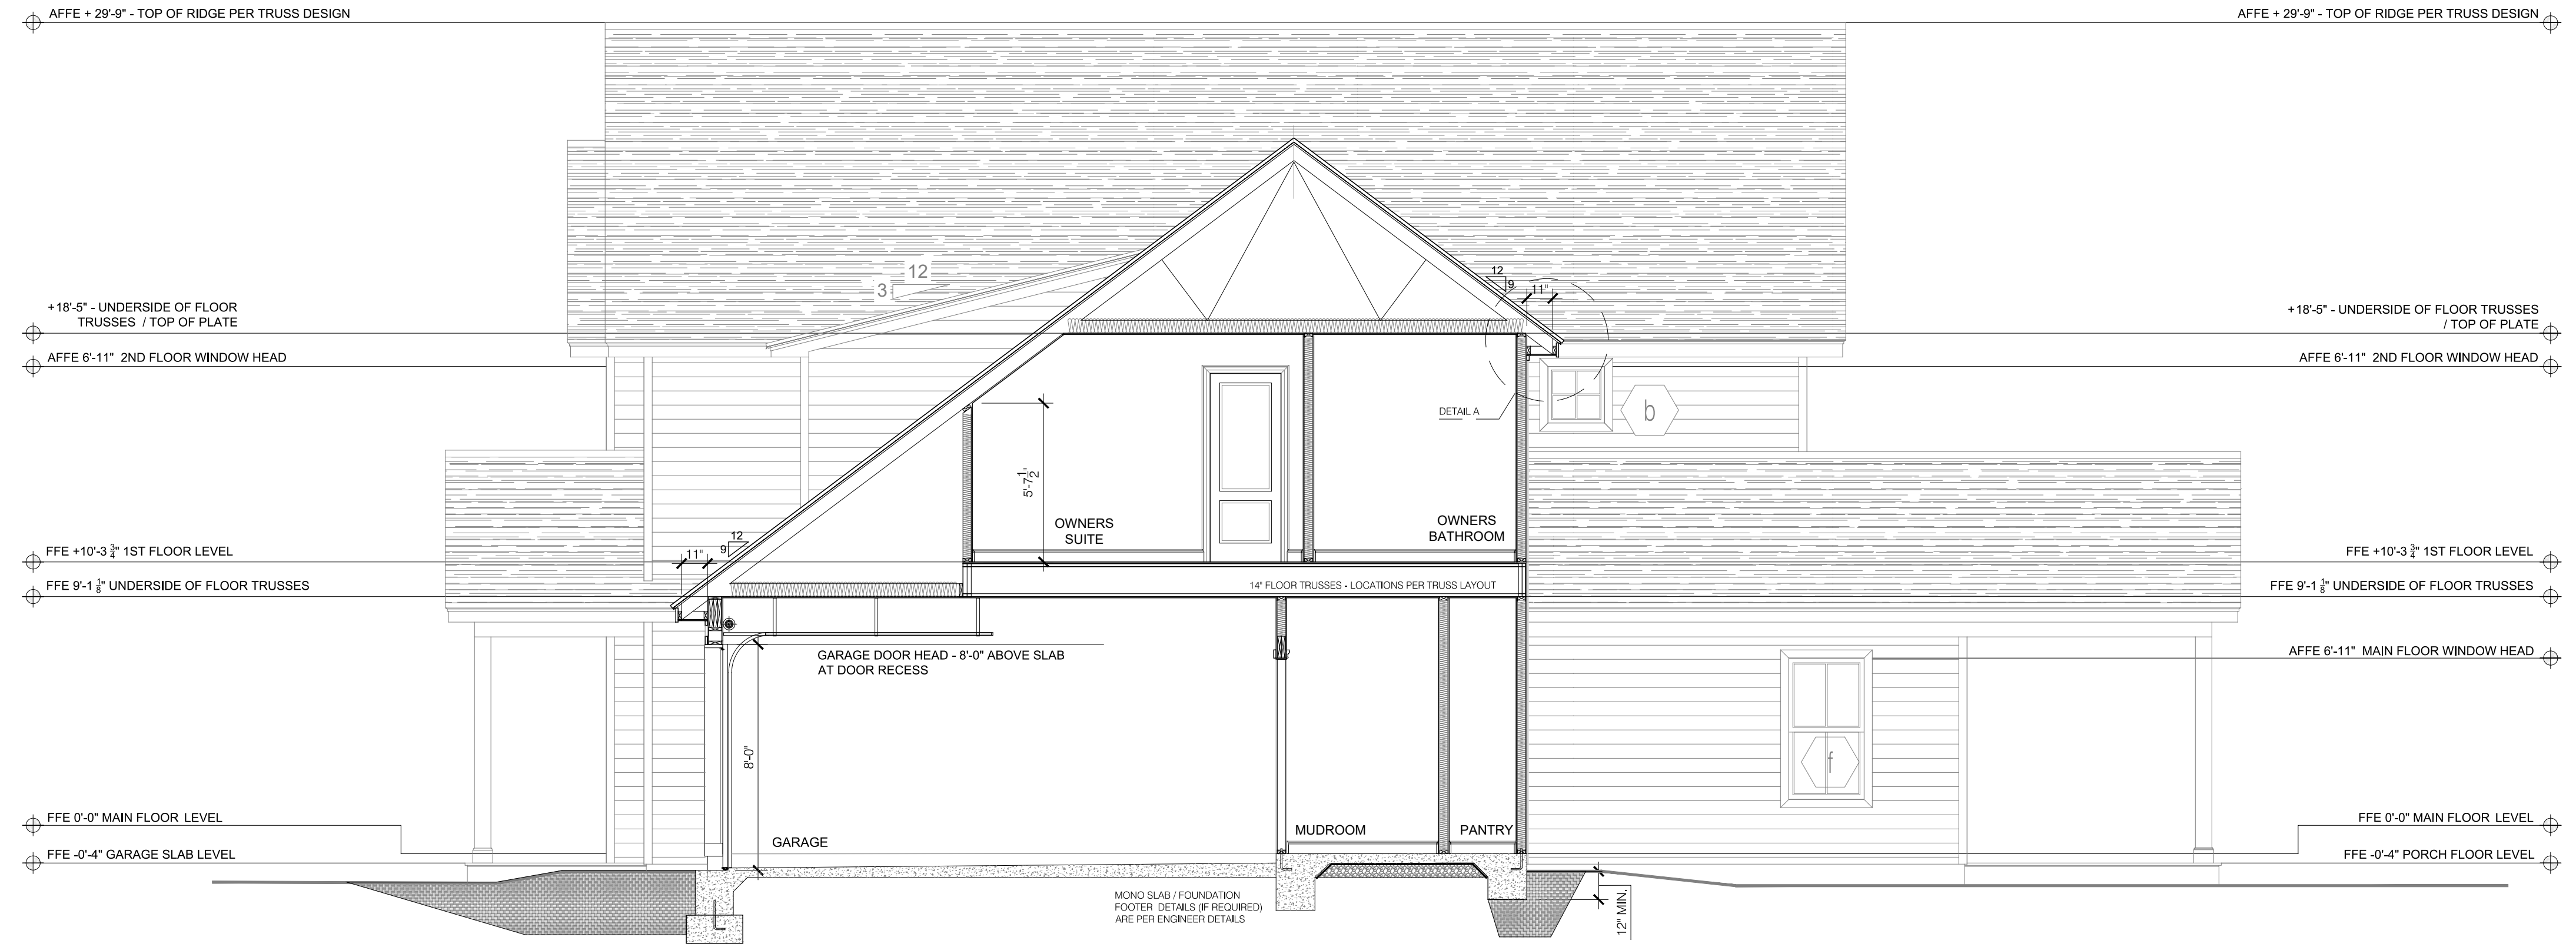 AFFE + 29'-9" - TOP OF RIDGE PER TRUSS DESIGN
AFFE + 29'-9" - TOP OF RIDGE PER TRUSS DESIGN
12
3
12
9
11"
+18'-5" - UNDERSIDE OF FLOOR
TRUSSES / TOP OF PLATE
+18'-5" - UNDERSIDE OF FLOOR TRUSSES
/ TOP OF PLATE
AFFE 6'-11" 2ND FLOOR WINDOW HEAD
AFFE 6'-11" 2ND FLOOR WINDOW HEAD
DETAIL A
b
5'-7 1/2"
OWNERS
SUITE
OWNERS
BATHROOM
12
9
11"
FFE +10'-3 3/4" 1ST FLOOR LEVEL
FFE +10'-3 3/4" 1ST FLOOR LEVEL
FFE 9'-1 1/8" UNDERSIDE OF FLOOR TRUSSES
14' FLOOR TRUSSES - LOCATIONS PER TRUSS LAYOUT
FFE 9'-1 1/8" UNDERSIDE OF FLOOR TRUSSES
GARAGE DOOR HEAD - 8'-0" ABOVE SLAB
AT DOOR RECESS
AFFE 6'-11" MAIN FLOOR WINDOW HEAD
8'-0"
f
FFE 0'-0" MAIN FLOOR LEVEL
GARAGE
MUDROOM
PANTRY
FFE 0'-0" MAIN FLOOR LEVEL
FFE -0'-4" GARAGE SLAB LEVEL
FFE -0'-4" PORCH FLOOR LEVEL
MONO SLAB / FOUNDATION
FOOTER DETAILS (IF REQUIRED)
ARE PER ENGINEER DETAILS
12" MIN.